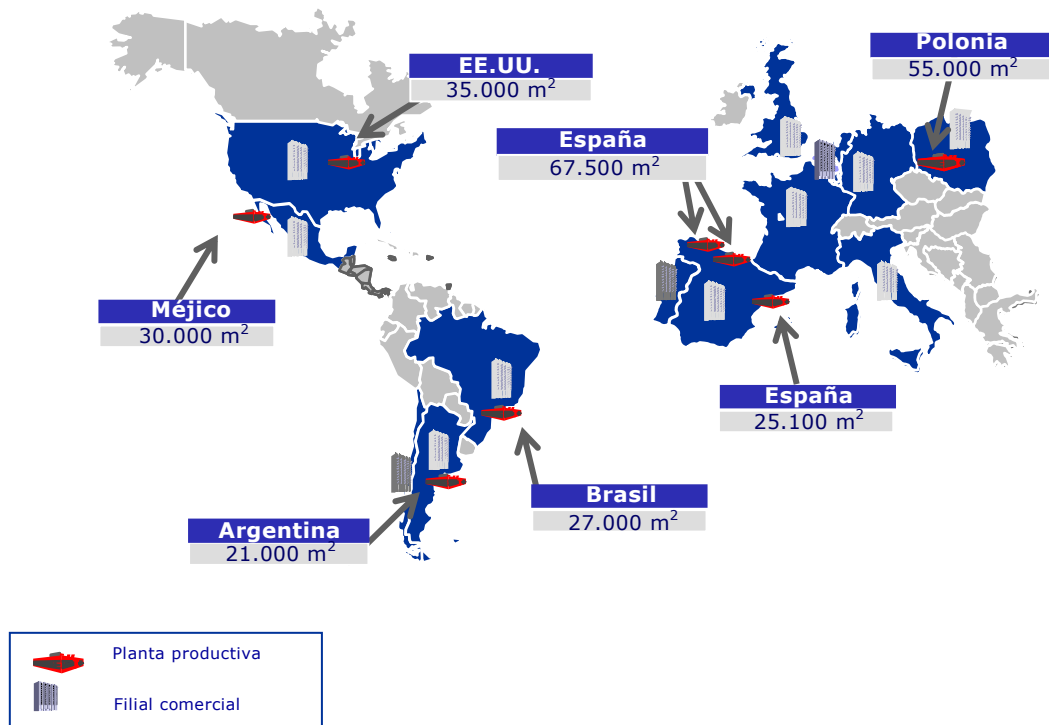 Polonia
55.000 m²
EE.UU.
35.000 m²
España
67.500 m²
Méjico
30.000 m²
España
25.100 m²
Brasil
27.000 m²
Argentina
21.000 m²
Planta productiva
Filial comercial